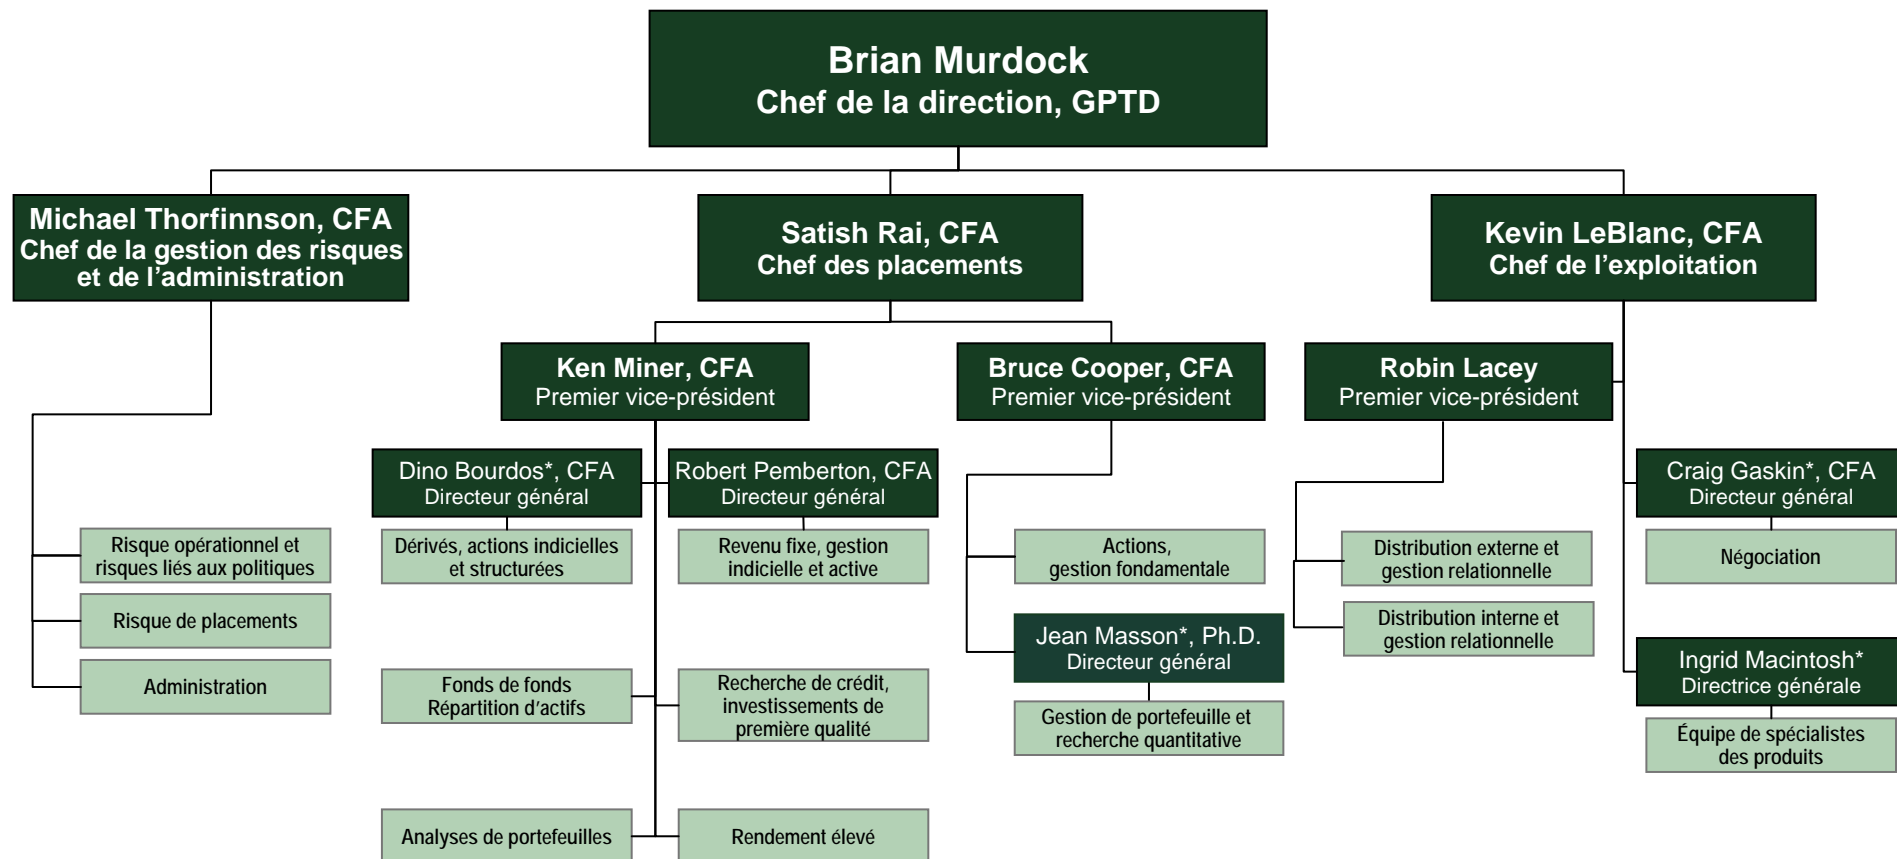 Brian Murdock
Chef de la direction, GPTD
Michael Thorfinnson, CFA
Chef de la gestion des risques
et de l’administration
Satish Rai, CFA
Chef des placements
Kevin LeBlanc, CFA
Chef de l’exploitation
Ken Miner, CFA
Premier vice-président
Bruce Cooper, CFA
Premier vice-président
Robin Lacey
Premier vice-président
Dino Bourdos*, CFA
Directeur général
Robert Pemberton, CFA
Directeur général
Craig Gaskin*, CFA
Directeur général
Risque opérationnel et
risques liés aux politiques
Dérivés, actions indicielles
et structurées
Revenu fixe, gestion
indicielle et active
Actions,
gestion fondamentale
Distribution externe et
gestion relationnelle
Négociation
Risque de placements
Jean Masson*, Ph.D.
Directeur général
Distribution interne et
gestion relationnelle
Ingrid Macintosh*
Directrice générale
Administration
Fonds de fonds
Répartition d’actifs
Recherche de crédit,
investissements de
première qualité
Gestion de portefeuille et
recherche quantitative
Équipe de spécialistes
des produits
Analyses de portefeuilles
Rendement élevé